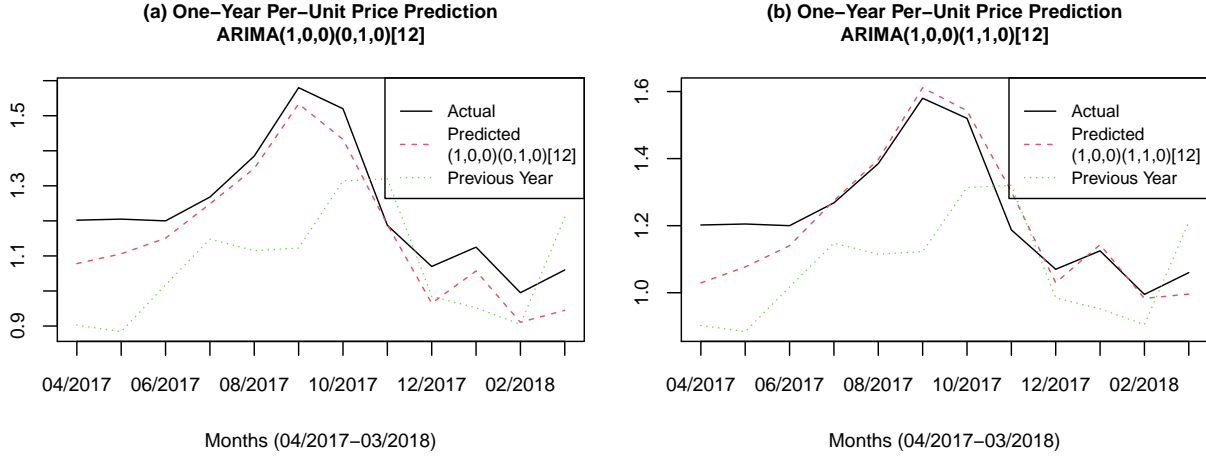 (a) One−Year Per−Unit Price Prediction
ARIMA(1,0,0)(0,1,0)[12]
1.5
1.3
1.1
0.9
Actual
Predicted
(1,0,0)(0,1,0)[12]
Previous Year
04/2017 06/2017 08/2017 10/2017 12/2017 02/2018
Months (04/2017−03/2018)
(b) One−Year Per−Unit Price Prediction
ARIMA(1,0,0)(1,1,0)[12]
1.6
1.4
1.2
1.0
Actual
Predicted
(1,0,0)(1,1,0)[12]
Previous Year
04/2017 06/2017 08/2017 10/2017 12/2017 02/2018
Months (04/2017−03/2018)